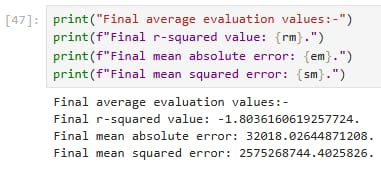 [47]: print("Final average evaluation values:-")
print(f"Final r-squared value: {rm}.")
print(f"Final mean absolute error: {em}.")
print(f"Final mean squared error: {sm}.")
Final average evaluation values:-
Final r-squared value: -1.8036160619257724.
Final mean absolute error: 32018.02644871208.
Final mean squared error: 2575268744.4025826.